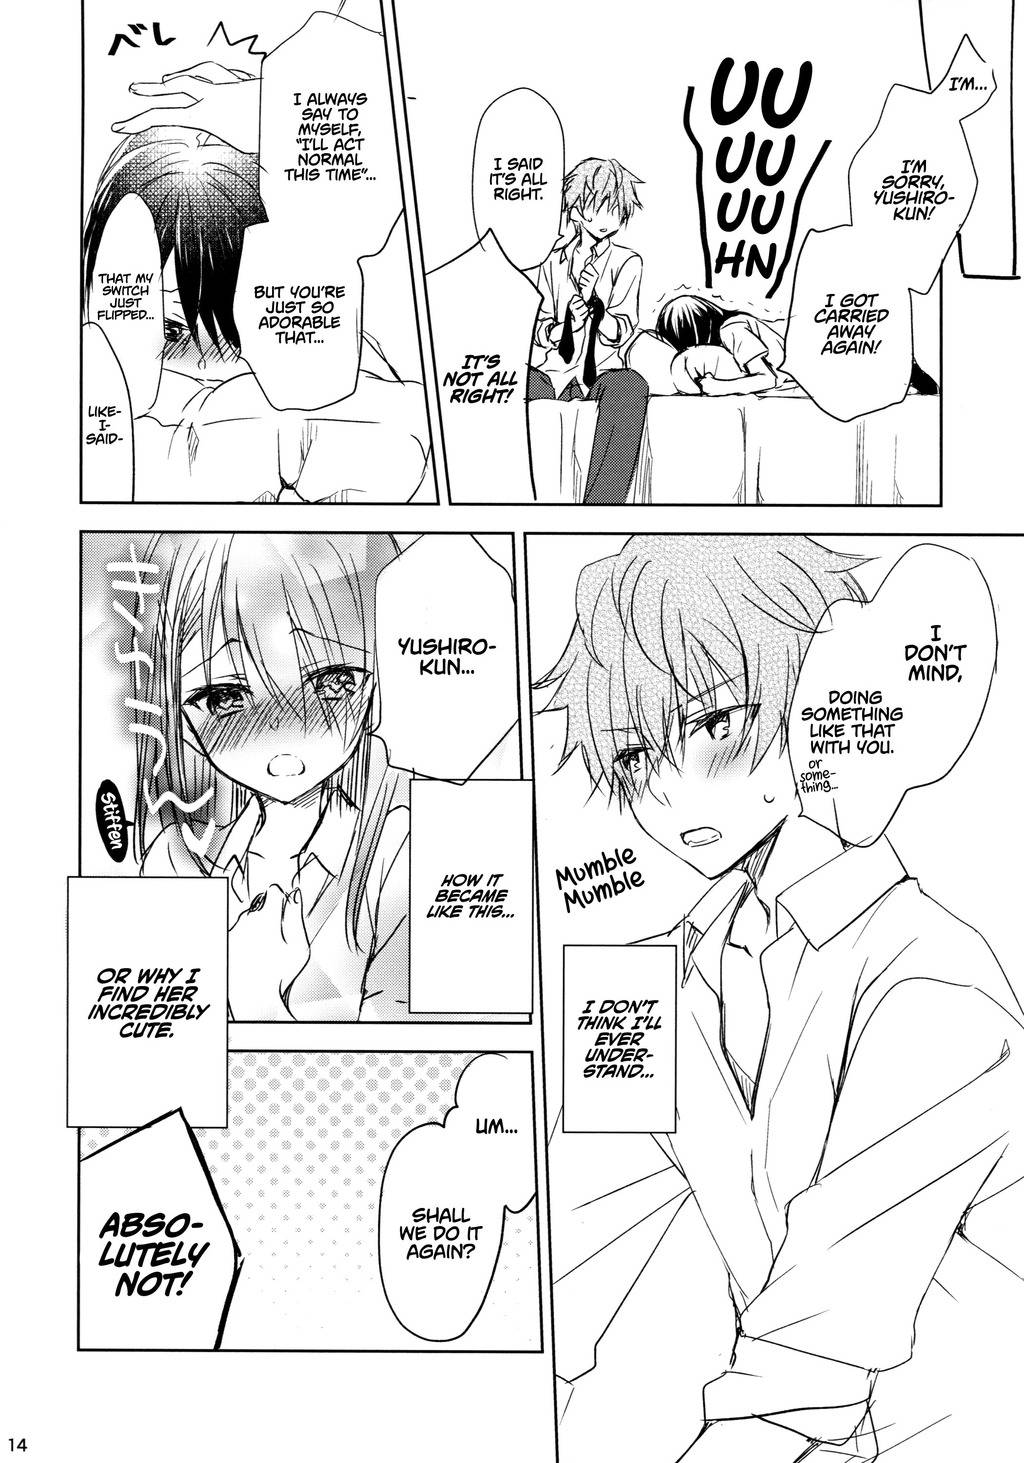 I'M...
I'M
SORRY,
YUSHIRO-
KUN!
I GOT
CARRIED
AWAY
AGAIN!
UU
UU
UU
HN
I SAID
IT'S ALL
RIGHT.
IT'S
NOT ALL
RIGHT!
I ALWAYS
SAY TO
MYSELF,
"I'LL ACT
NORMAL
THIS TIME"...
BUT YOU'RE
JUST SO
ADORABLE
THAT...
ベし
THAT MY
SWITCH
JUST
FLIPPED...
LIKE-
I-
SAID-
I
DON'T
MIND,
DOING
SOMETHING
LIKE THAT
WITH YOU.
or
some-
thing...
Mumble
Mumble
I DON'T
THINK I'LL
EVER
UNDER-
STAND...
YUSHIRO-
KUN...
Stiffen
HOW IT
BECAME
LIKE THIS...
OR WHY I
FIND HER
INCREDIBLY
CUTE.
UM...
SHALL
WE DO IT
AGAIN?
ABSO-
LUTELY
NOT!
14